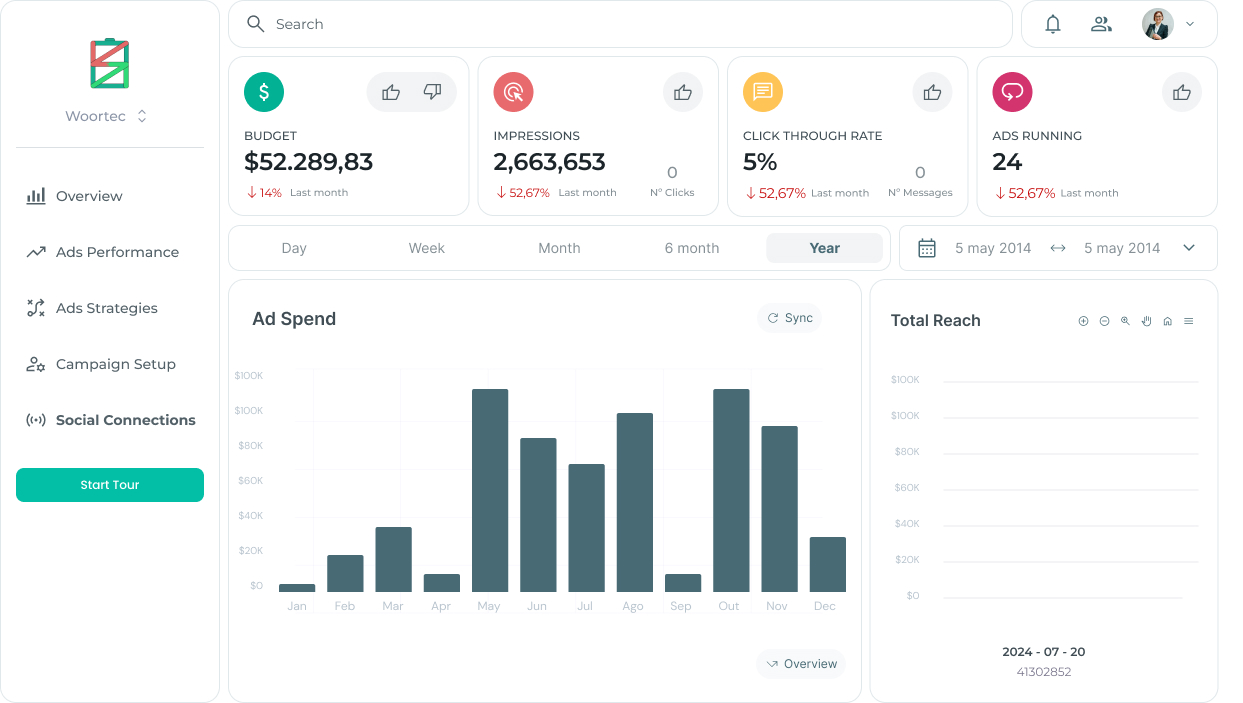 Search
Woortec
Overview
Ads Performance
Ads Strategies
Campaign Setup
Social Connections
Start Tour
BUDGET
$52.289,83
14% Last month
IMPRESSIONS
2,663,653
52,67% Last month
0
Nº Clicks
CLICK THROUGH RATE
5%
52,67% Last month
0
Nº Messages
ADS RUNNING
24
52,67% Last month
Day Week Month 6 month Year
5 may 2014 5 may 2014
Ad Spend
Sync
$100K
$100K
$80K
$60K
$40K
$20K
$0
Jan Feb Mar Apr May Jun Jul Ago Sep Out Nov Dec
Overview
Total Reach
$100K
$100K
$80K
$60K
$40K
$20K
$0
2024 - 07 - 20
41302852